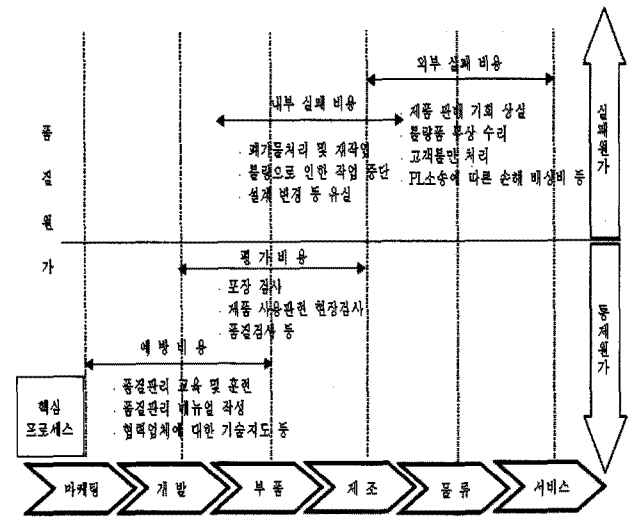 외부 실패 비용
제품 판매 기회 상실
불량품 무상 수리
고객불만 처리
PL소송에 따른 손해 배상비 등
내부 실패 비용
폐기물처리 및 재작업
불량으로 인한 작업 중단
설계 변경 등 유실
실패원가
품질원가
평가비용
포장 검사
제품 사용관련 현장검사
품질검사 등
예방비용
품질관리 교육 및 훈련
품질관리 매뉴얼 작성
협력업체에 대한 기술지도 등
통제원가
핵심
프로세스
마케팅
개발
부품
제조
물류
서비스